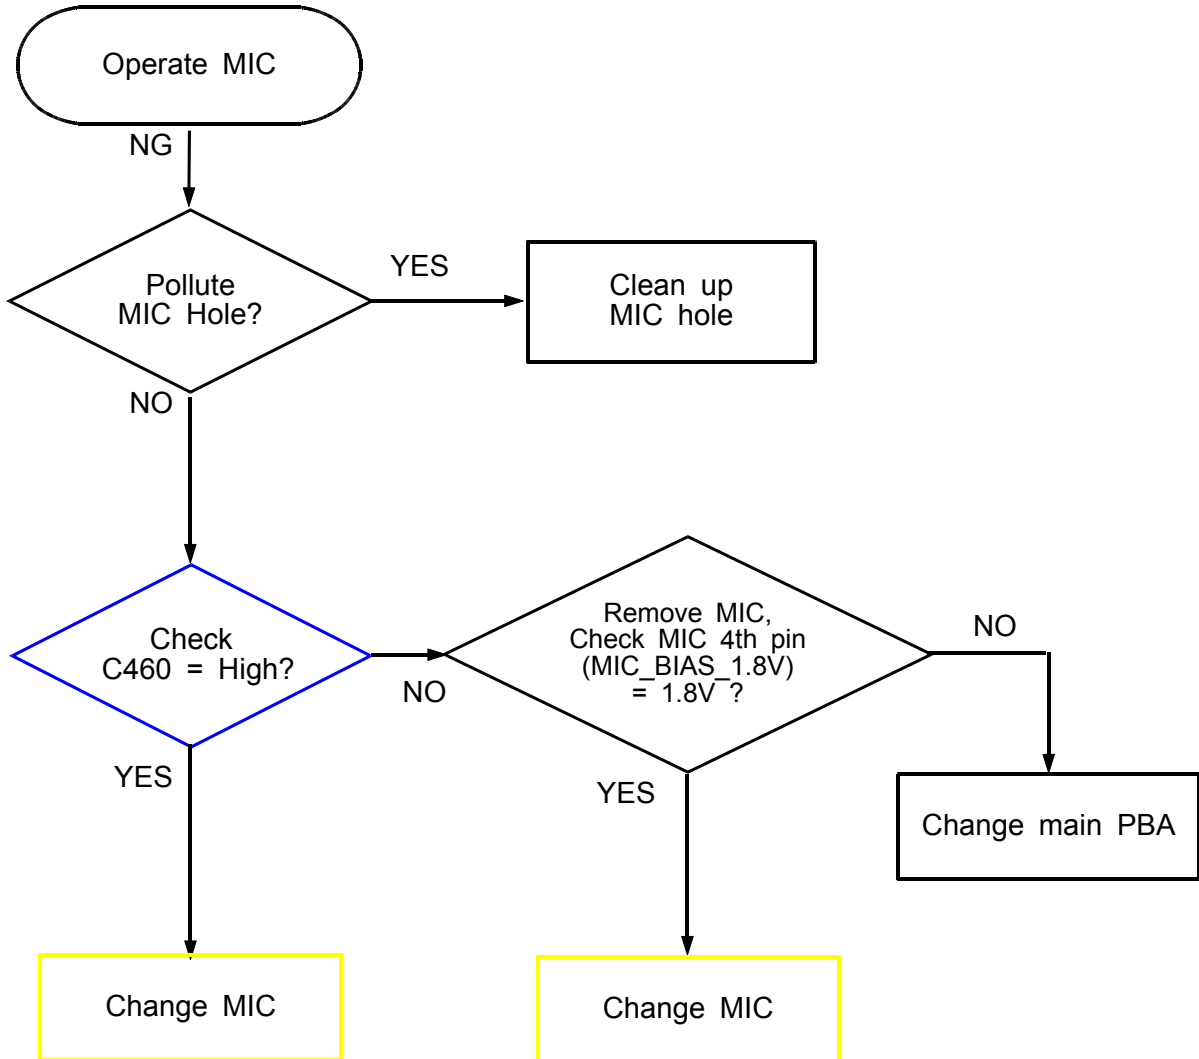 Operate MIC
NG
Pollute
MIC Hole?
YES
Clean up
MIC hole
NO
Check
C460 = High?
NO
Remove MIC,
Check MIC 4th pin
(MIC_BIAS_1.8V)
= 1.8V ?
NO
YES
YES
Change main PBA
Change MIC
Change MIC